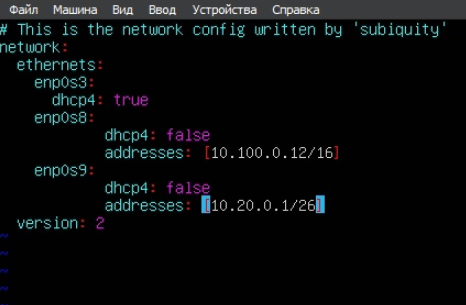 Файл Машина Вид Ввод Устройства Справка
# This is the network config written by 'subiquity'
network:
  ethernets:
    enp0s3:
      dhcp4: true
    enp0s8:
            dhcp4: false
            addresses: [10.100.0.12/16]
    enp0s9:
            dhcp4: false
            addresses: [10.20.0.1/26]
  version: 2
~
~
~
~